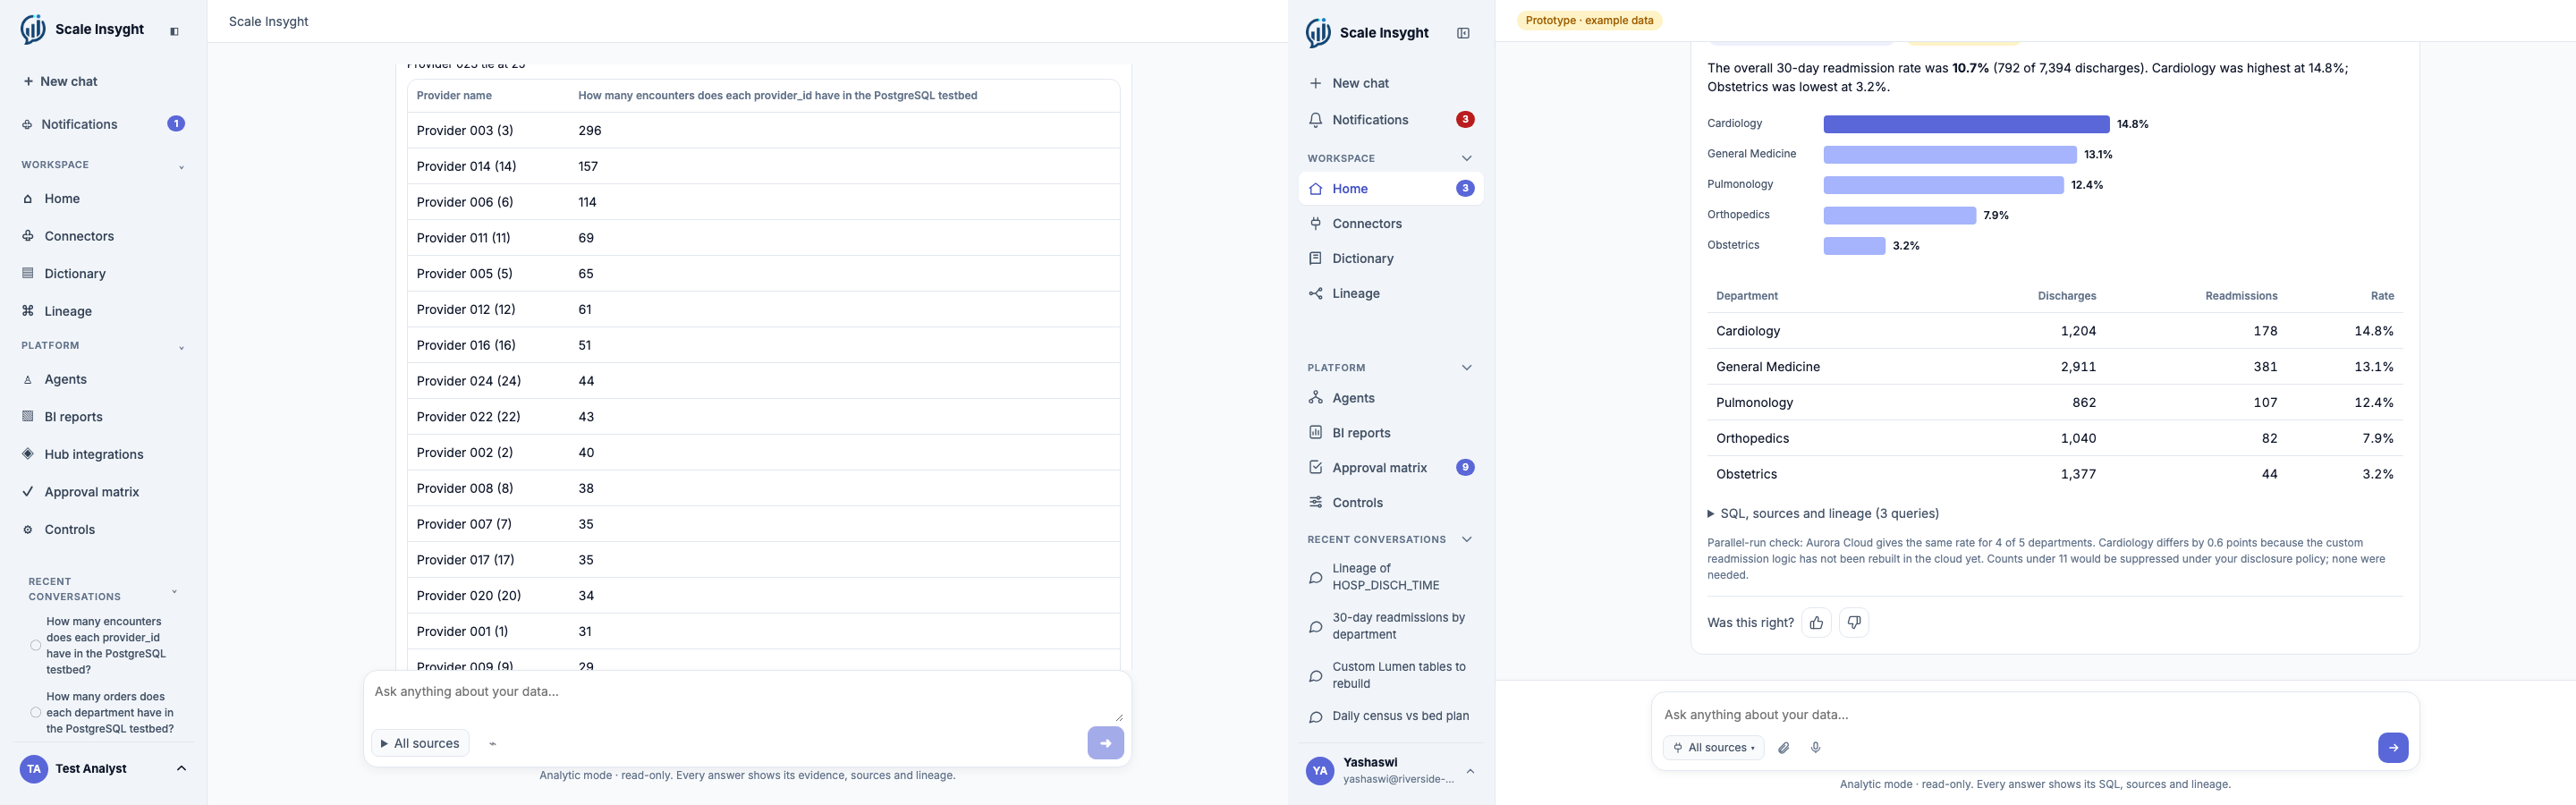 Scale Insyght
+ New chat
Notifications 1
WORKSPACE
Home
Connectors
Dictionary
Lineage
PLATFORM
Agents
BI reports
Hub integrations
Approval matrix
Controls
RECENT
CONVERSATIONS
How many encounters
does each provider_id
have in the PostgreSQL
testbed?
How many orders does
each department have in
the PostgreSQL testbed?
TA Test Analyst
Scale Insyght
Provider 023 tie at 25
Provider name How many encounters does each provider_id have in the PostgreSQL testbed
Provider 003 (3) 296
Provider 014 (14) 157
Provider 006 (6) 114
Provider 011 (11) 69
Provider 005 (5) 65
Provider 012 (12) 61
Provider 016 (16) 51
Provider 024 (24) 44
Provider 022 (22) 43
Provider 002 (2) 40
Provider 008 (8) 38
Provider 007 (7) 35
Provider 017 (17) 35
Provider 020 (20) 34
Provider 001 (1) 31
Provider 009 (9) 29
Ask anything about your data...
All sources
Analytic mode · read-only. Every answer shows its evidence, sources and lineage.
Scale Insyght
New chat
Notifications 3
WORKSPACE
Home 3
Connectors
Dictionary
Lineage
PLATFORM
Agents
BI reports
Approval matrix 9
Controls
RECENT CONVERSATIONS
Lineage of
HOSP_DISCH_TIME
30-day readmissions by
department
Custom Lumen tables to
rebuild
Daily census vs bed plan
YA Yashaswi
yashaswi@riverside-...
Prototype · example data
The overall 30-day readmission rate was 10.7% (792 of 7,394 discharges). Cardiology was highest at 14.8%;
Obstetrics was lowest at 3.2%.
Cardiology 14.8%
General Medicine 13.1%
Pulmonology 12.4%
Orthopedics 7.9%
Obstetrics 3.2%
Department Discharges Readmissions Rate
Cardiology 1,204 178 14.8%
General Medicine 2,911 381 13.1%
Pulmonology 862 107 12.4%
Orthopedics 1,040 82 7.9%
Obstetrics 1,377 44 3.2%
SQL, sources and lineage (3 queries)
Parallel-run check: Aurora Cloud gives the same rate for 4 of 5 departments. Cardiology differs by 0.6 points because the custom
readmission logic has not been rebuilt in the cloud yet. Counts under 11 would be suppressed under your disclosure policy; none were
needed.
Was this right?
Ask anything about your data...
All sources
Analytic mode · read-only. Every answer shows its SQL, sources and lineage.